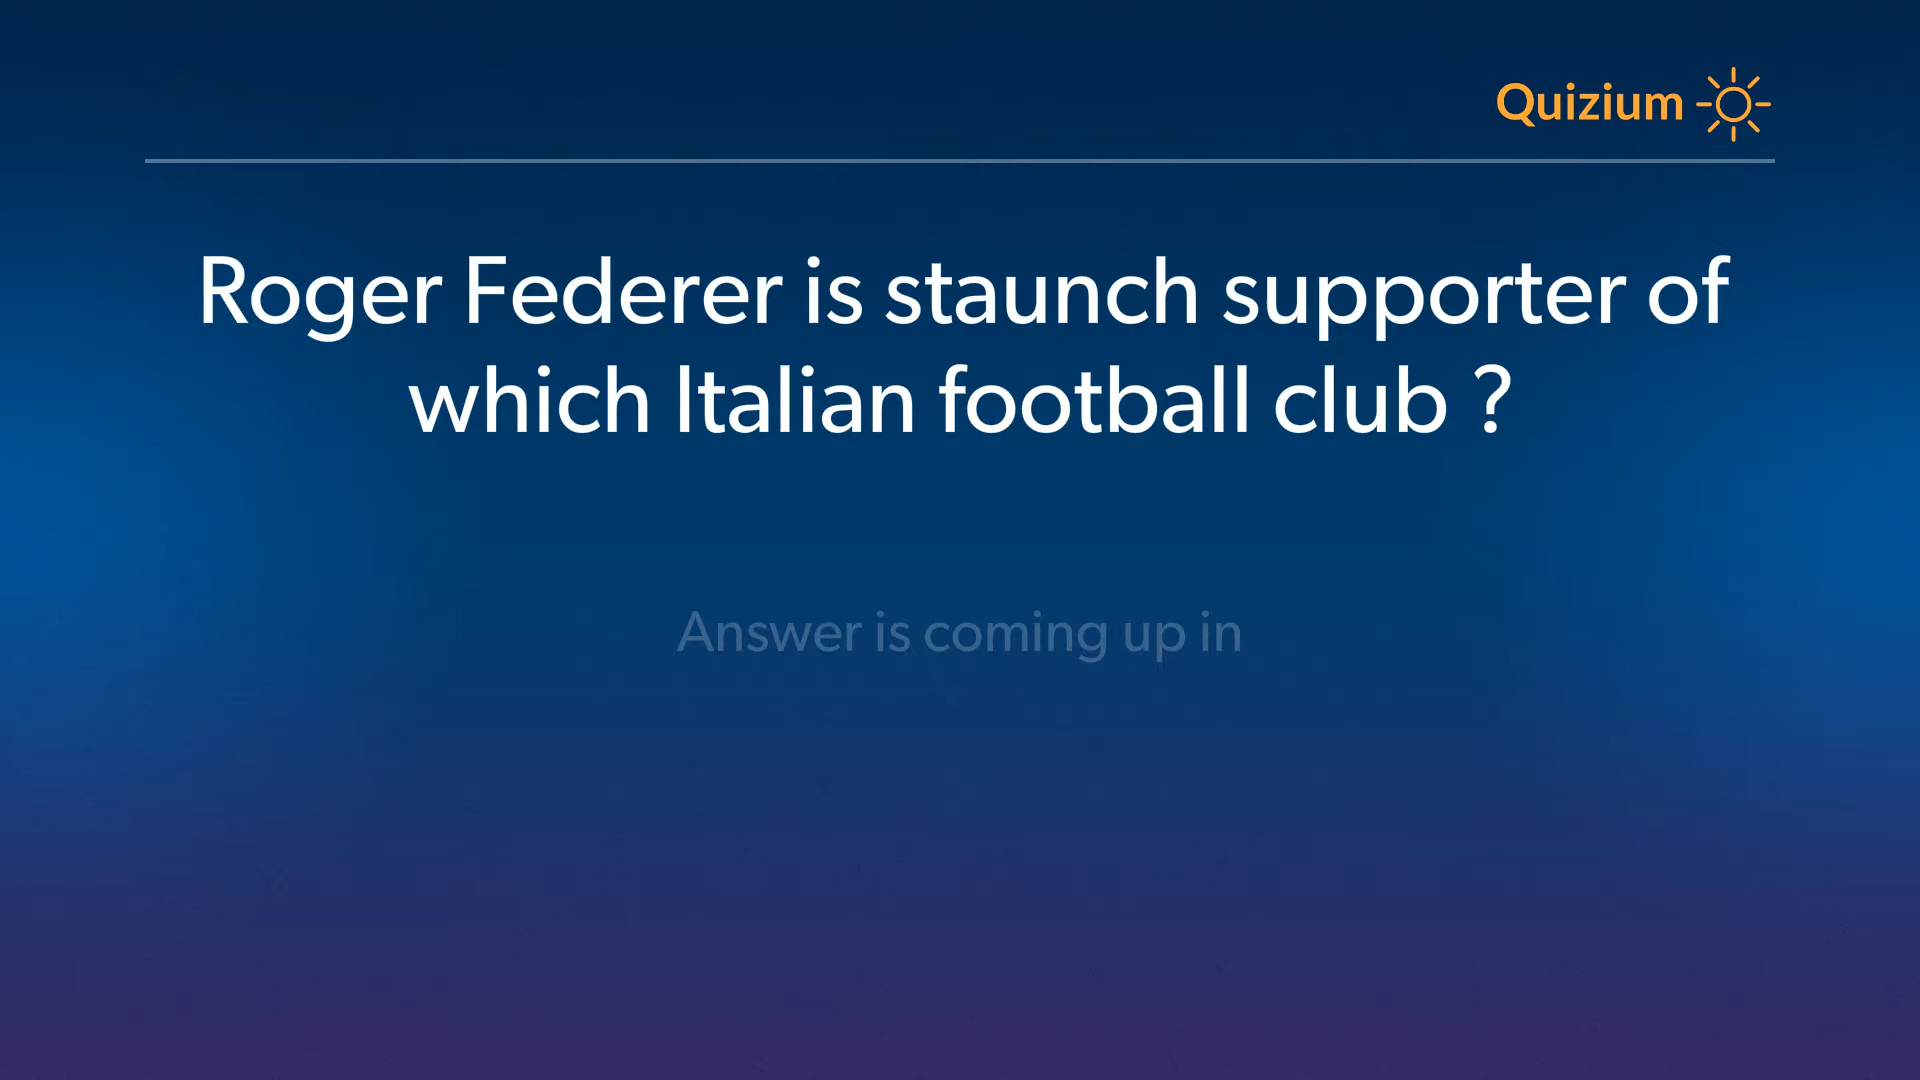 Quizium
Roger Federer is staunch supporter of
which Italian football club ?
Answer is coming up in